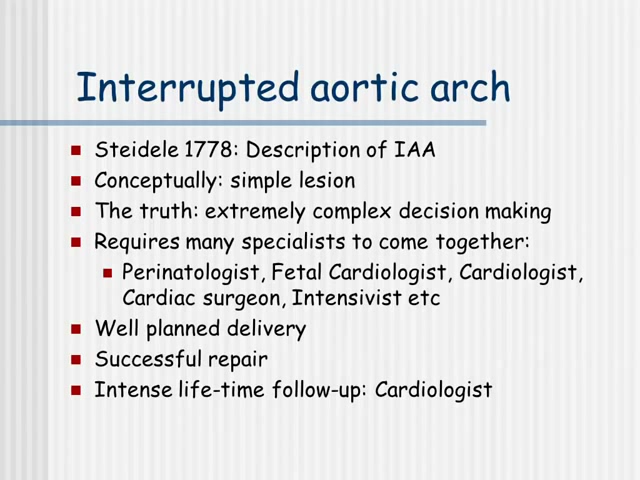 Interrupted aortic arch
Steidele 1778: Description of IAA
Conceptually: simple lesion
The truth: extremely complex decision making
Requires many specialists to come together:
Perinatologist, Fetal Cardiologist, Cardiologist,
Cardiac surgeon, Intensivist etc
Well planned delivery
Successful repair
Intense life-time follow-up: Cardiologist